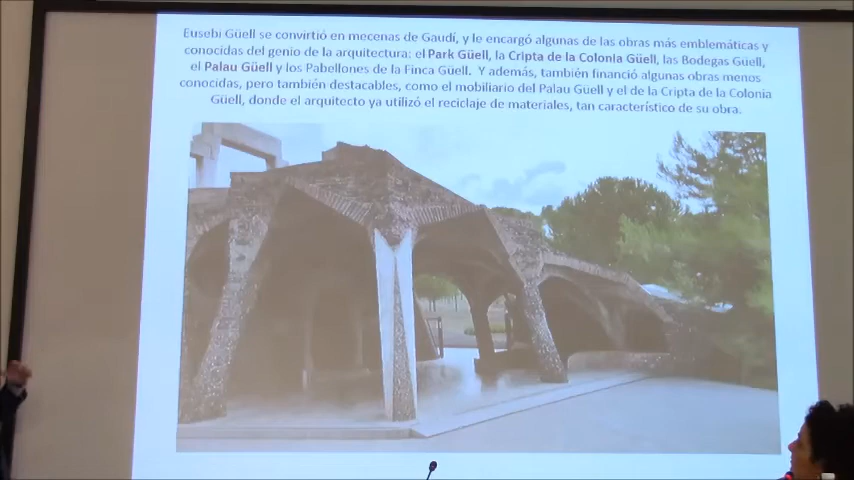 Eusebi Güell se convirtió en mecenas de Gaudí, y le encargó algunas de las obras más emblemáticas y
conocidas del genio de la arquitectura: el Park Güell, la Cripta de la Colonia Güell, las Bodegas Güell,
el Palau Güell y los Pabellones de la Finca Güell. Y además, también financió algunas obras menos
conocidas, pero también destacables, como el mobiliario del Palau Güell y el de la Cripta de la Colonia
Güell, donde el arquitecto ya utilizó el reciclaje de materiales, tan característico de su obra.